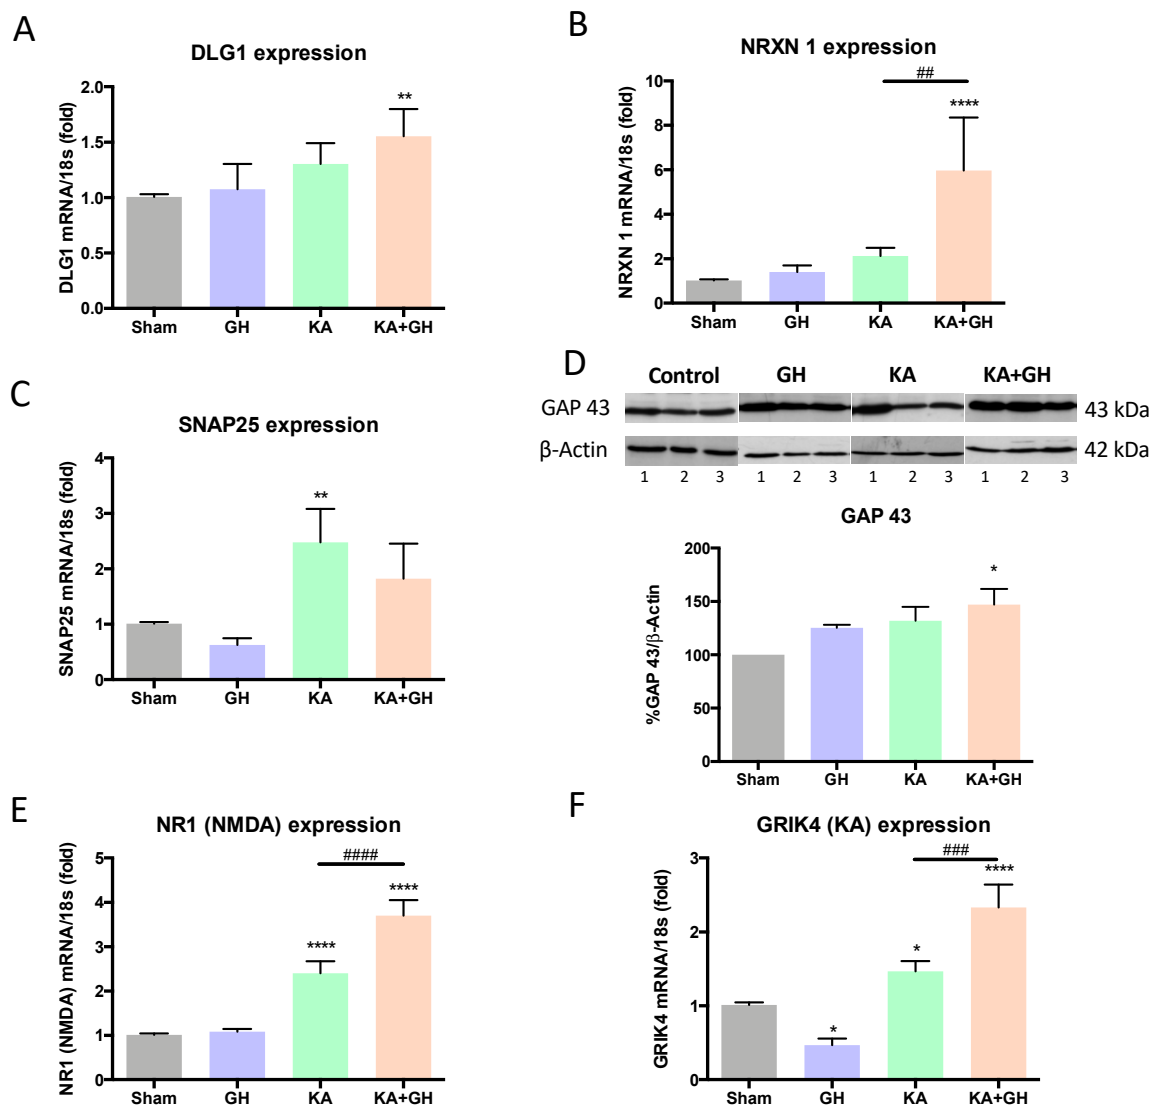 A
DLG1 expression
DLG1 mRNA/18s (fold)
2.0
1.5
1.0
0.5
0.0
**
Sham GH KA KA+GH
B
NRXN 1 expression
NRXN 1 mRNA/18s (fold)
10
8
6
4
2
0
##
****
Sham GH KA KA+GH
C
SNAP25 expression
SNAP25 mRNA/18s (fold)
4
3
2
1
0
**
Sham GH KA KA+GH
D
Control GH KA KA+GH
GAP 43 43 kDa
β-Actin 42 kDa
1 2 3 1 2 3 1 2 3 1 2 3
GAP 43
%GAP 43/β-Actin
200
150
100
50
0
*
Sham GH KA KA+GH
E
NR1 (NMDA) expression
NR1 (NMDA) mRNA/18s (fold)
5
4
3
2
1
0
####
****
****
Sham GH KA KA+GH
F
GRIK4 (KA) expression
GRIK4 mRNA/18s (fold)
3
2
1
0
###
****
*
*
Sham GH KA KA+GH